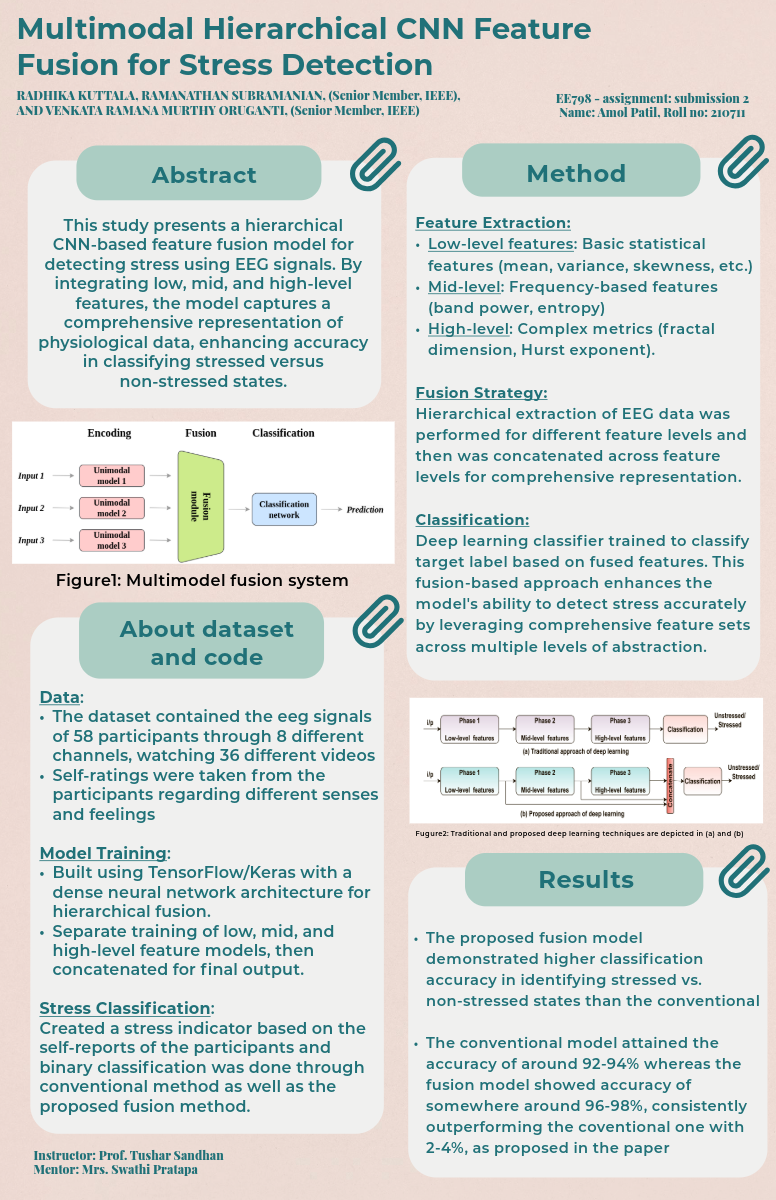 Multimodal Hierarchical CNN Feature
Fusion for Stress Detection
RADHIKA KUTTALA, RAMANATHAN SUBRAMANIAN, (Senior Member, IEEE),
AND VENKATA RAMANA MURTHY ORUGANTI, (Senior Member, IEEE)
EE798 - assignment: submission 2
Name: Amol Patil, Roll no: 210711
Abstract
This study presents a hierarchical
CNN-based feature fusion model for
detecting stress using EEG signals. By
integrating low, mid, and high-level
features, the model captures a
comprehensive representation of
physiological data, enhancing accuracy
in classifying stressed versus
non-stressed states.
Encoding Fusion Classification
Input 1
Unimodal
model 1
Input 2
Unimodal
model 2
Input 3
Unimodal
model 3
Fusion
module
Classification
network
Prediction
Figure1: Multimodel fusion system
About dataset
and code
Data:
• The dataset contained the eeg signals
of 58 participants through 8 different
channels, watching 36 different videos
• Self-ratings were taken from the
participants regarding different senses
and feelings
Model Training:
• Built using TensorFlow/Keras with a
dense neural network architecture for
hierarchical fusion.
• Separate training of low, mid, and
high-level feature models, then
concatenated for final output.
Stress Classification:
Created a stress indicator based on the
self-reports of the participants and
binary classification was done through
conventional method as well as the
proposed fusion method.
Instructor: Prof. Tushar Sandhan
Mentor: Mrs. Swathi Pratapa
Method
Feature Extraction:
• Low-level features: Basic statistical
features (mean, variance, skewness, etc.)
• Mid-level: Frequency-based features
(band power, entropy)
• High-level: Complex metrics (fractal
dimension, Hurst exponent).
Fusion Strategy:
Hierarchical extraction of EEG data was
performed for different feature levels and
then was concatenated across feature
levels for comprehensive representation.
Classification:
Deep learning classifier trained to classify
target label based on fused features. This
fusion-based approach enhances the
model's ability to detect stress accurately
by leveraging comprehensive feature sets
across multiple levels of abstraction.
I/p
Phase 1
Low-level features
Phase 2
Mid-level features
Phase 3
High-level features
Classification
Unstressed/
Stressed
(a) Traditional approach of deep learning
I/p
Phase 1
Low-level features
Phase 2
Mid-level features
Phase 3
High-level features
Concatenate
Classification
Unstressed/
Stressed
(b) Proposed approach of deep learning
Fugure2: Traditional and proposed deep learning techniques are depicted in (a) and (b)
Results
• The proposed fusion model
demonstrated higher classification
accuracy in identifying stressed vs.
non-stressed states than the conventional
• The conventional model attained the
accuracy of around 92-94% whereas the
fusion model showed accuracy of
somewhere around 96-98%, consistently
outperforming the coventional one with
2-4%, as proposed in the paper